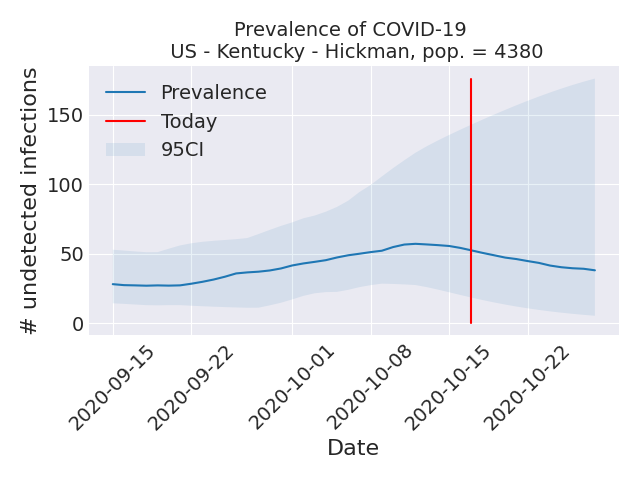 Prevalence of COVID-19
US - Kentucky - Hickman, pop. = 4380
Prevalence
Today
95CI
# undetected infections
150
100
50
0
2020-09-15
2020-09-22
2020-10-01
2020-10-08
2020-10-15
2020-10-22
Date